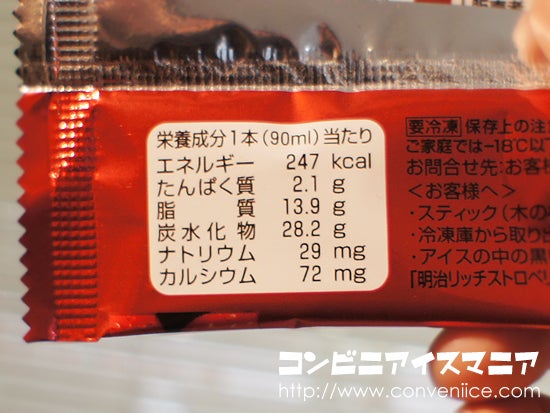 栄養成分1本(90ml)当たり
エネルギー 247 kcal
たんぱく質 2.1 g
脂質 13.9 g
炭水化物 28.2 g
ナトリウム 29 mg
カルシウム 72 mg
要冷凍 保存上の注
ご家庭では-18℃以
お問合せ先:お客
<お客様へ>
・スティック(木の
・冷凍庫から取り出
・アイスの中の黒い
「明治リッチストロベリ
コンビニアイスマニア
http://www.conveniice.com/